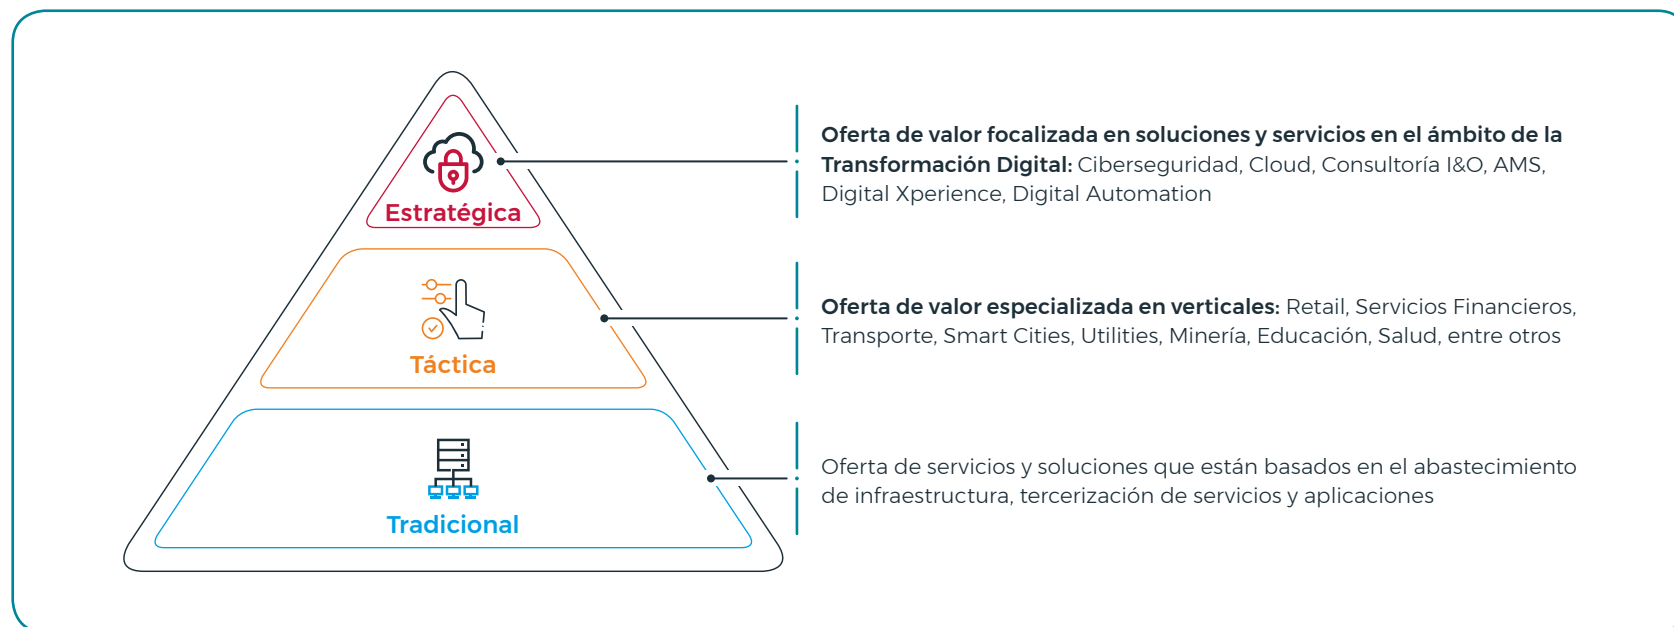 Estratégica
Oferta de valor focalizada en soluciones y servicios en el ámbito de la
Transformación Digital: Ciberseguridad, Cloud, Consultoría I&O, AMS,
Digital Xperience, Digital Automation
Táctica
Oferta de valor especializada en verticales: Retail, Servicios Financieros,
Transporte, Smart Cities, Utilities, Minería, Educación, Salud, entre otros
Tradicional
Oferta de servicios y soluciones que están basados en el abastecimiento
de infraestructura, tercerización de servicios y aplicaciones